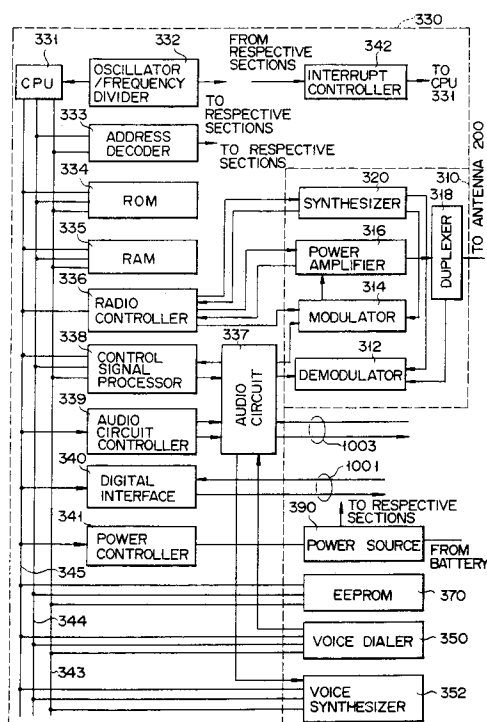 330
331
CPU
332
OSCILLATOR
/FREQUENCY
DIVIDER
FROM
RESPECTIVE
SECTIONS
342
INTERRUPT
CONTROLLER
TO
CPU
331
TO
RESPECTIVE
SECTIONS
333
ADDRESS
DECODER
TO RESPECTIVE
SECTIONS
334
ROM
335
RAM
336
RADIO
CONTROLLER
338
CONTROL
SIGNAL
PROCESSOR
337
AUDIO
CIRCUIT
339
AUDIO
CIRCUIT
CONTROLLER
340
DIGITAL
INTERFACE
341
POWER
CONTROLLER
345
344
343
320
SYNTHESIZER
316
POWER
AMPLIFIER
314
MODULATOR
312
DEMODULATOR
310
318
DUPLEXER
TO ANTENNA 200
1003
1001
390
TO RESPECTIVE
SECTIONS
POWER SOURCE
FROM
BATTERY
EEPROM
370
VOICE DIALER
350
VOICE
SYNTHESIZER
352